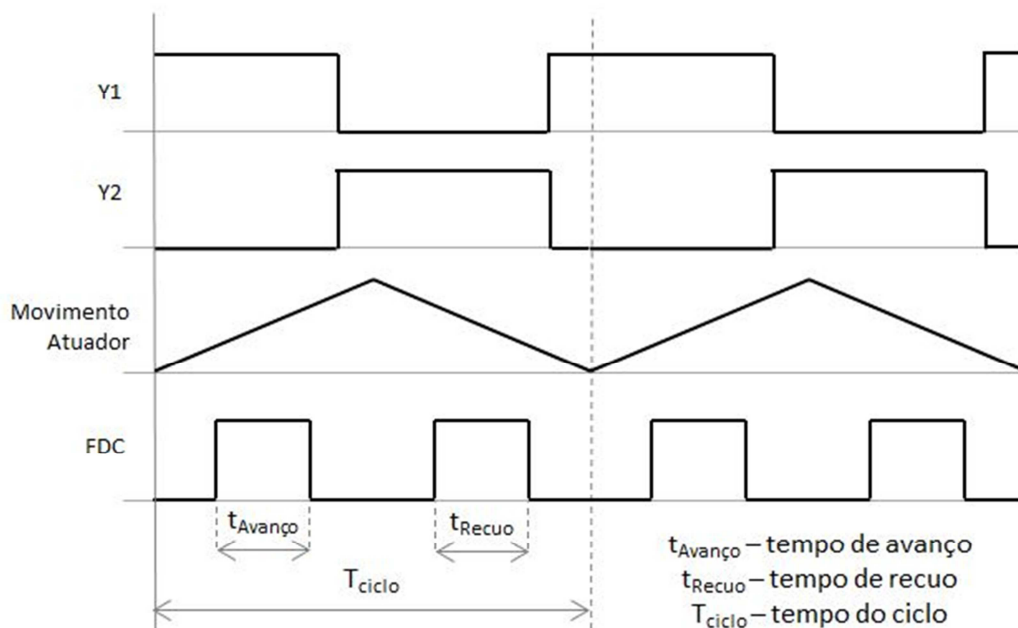 Y1
Y2
Movimento
Atuador
FDC
tAvanço
tRecuo
Tciclo
tAvanço – tempo de avanço
tRecuo – tempo de recuo
Tciclo – tempo do ciclo